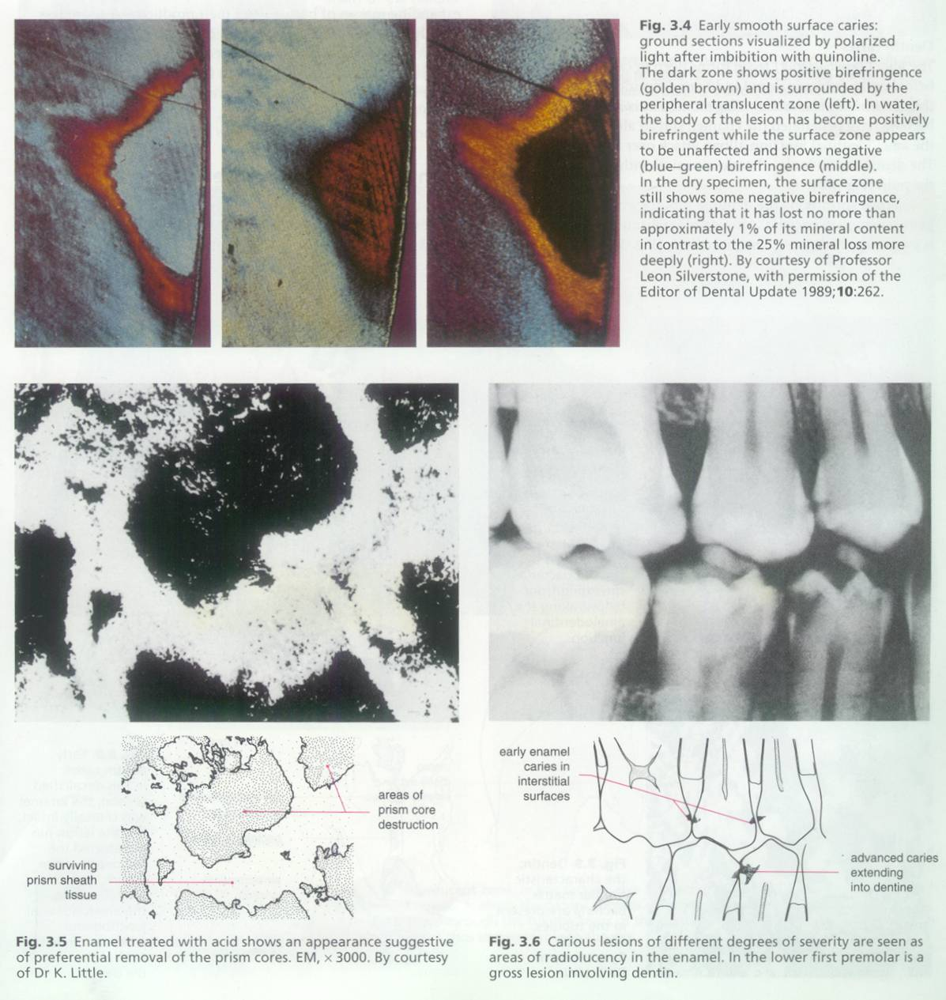 Fig. 3.4 Early smooth surface caries:
ground sections visualized by polarized
light after imbibition with quinoline.
The dark zone shows positive birefringence
(golden brown) and is surrounded by the
peripheral translucent zone (left). In water,
the body of the lesion has become positively
birefringent while the surface zone appears
to be unaffected and shows negative
(blue–green) birefringence (middle).
In the dry specimen, the surface zone
still shows some negative birefringence,
indicating that it has lost no more than
approximately 1% of its mineral content
in contrast to the 25% mineral loss more
deeply (right). By courtesy of Professor
Leon Silverstone, with permission of the
Editor of Dental Update 1989;10:262.
areas of
prism core
destruction
surviving
prism sheath
tissue
Fig. 3.5 Enamel treated with acid shows an appearance suggestive
of preferential removal of the prism cores. EM, × 3000. By courtesy
of Dr K. Little.
early enamel
caries in
interstitial
surfaces
advanced caries
extending
into dentine
Fig. 3.6 Carious lesions of different degrees of severity are seen as
areas of radiolucency in the enamel. In the lower first premolar is a
gross lesion involving dentin.